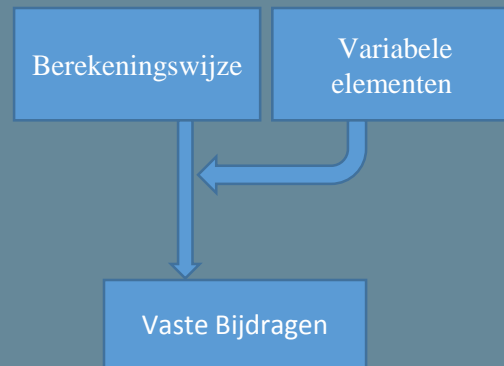 Berekeningswijze
Variabele
elementen
Vaste Bijdragen